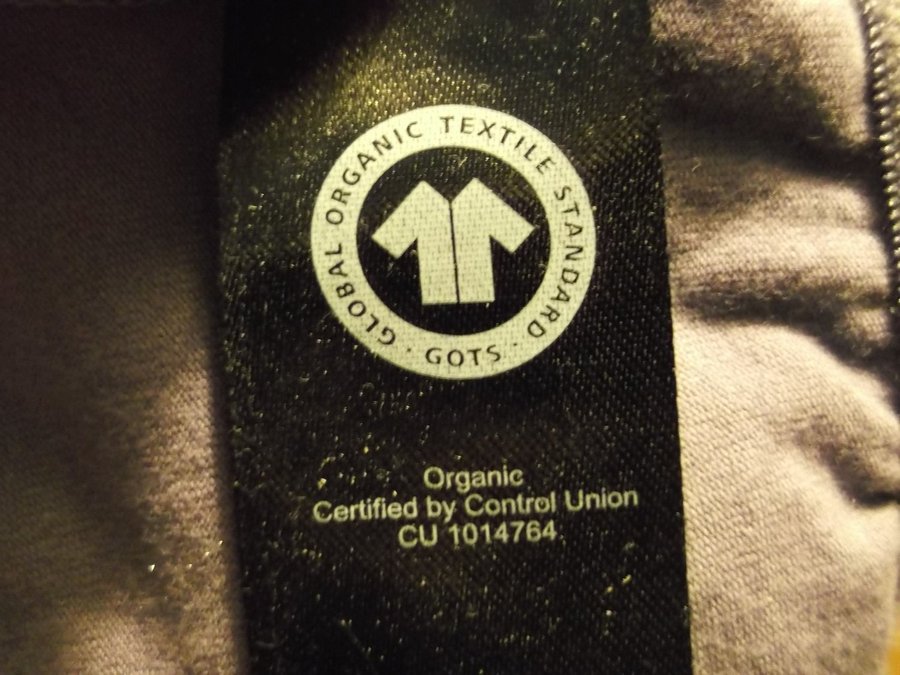 GLOBAL ORGANIC TEXTILE STANDARD · GOTS ·
Organic
Certified by Control Union
CU 1014764